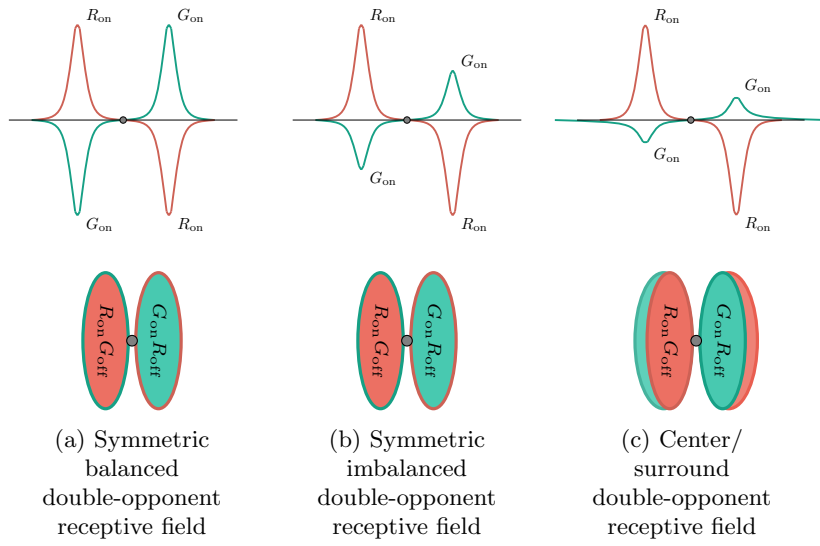 R_on
G_on
G_on
R_on
R_on
G_on
G_on
R_on
R_on
G_on
G_on
R_on
R_on G_off
G_on R_off
R_on G_off
G_on R_off
R_on G_off
G_on R_off
(a) Symmetric
balanced
double-opponent
receptive field
(b) Symmetric
imbalanced
double-opponent
receptive field
(c) Center/
surround
double-opponent
receptive field